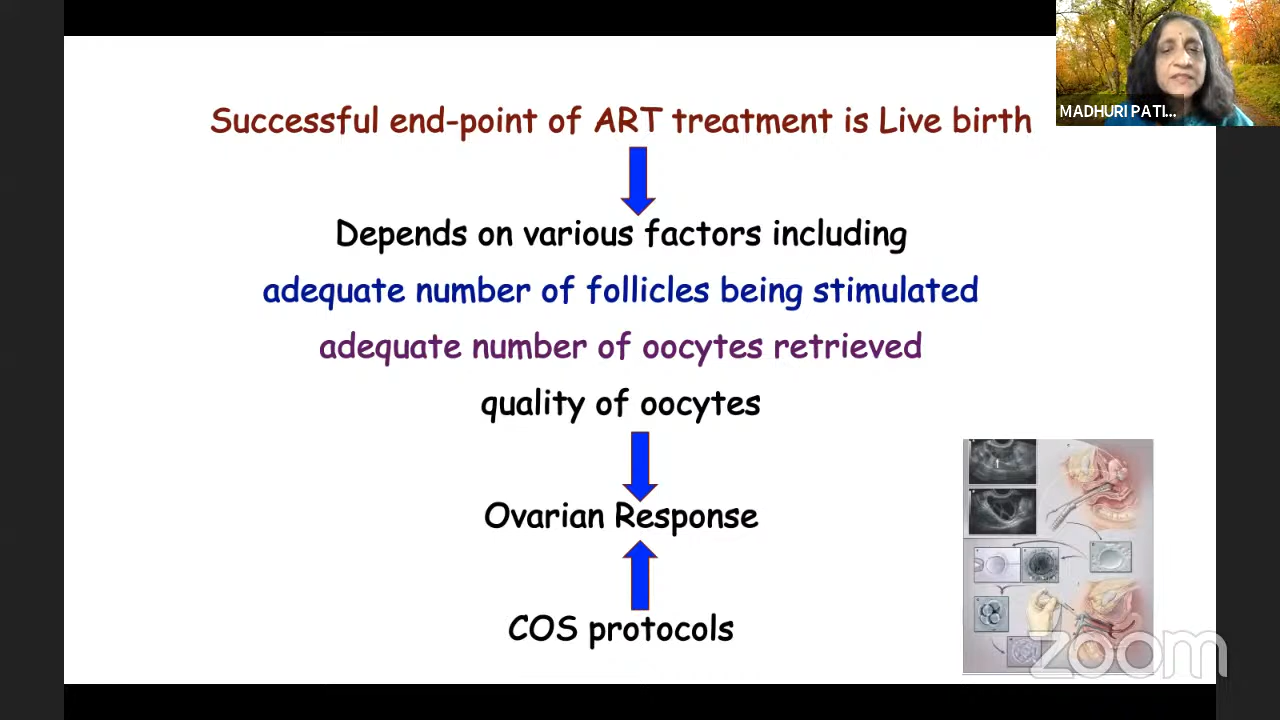 Successful end-point of ART treatment is Live birth
MADHURI PATI...
Depends on various factors including
adequate number of follicles being stimulated
adequate number of oocytes retrieved
quality of oocytes
Ovarian Response
COS protocols
zoom